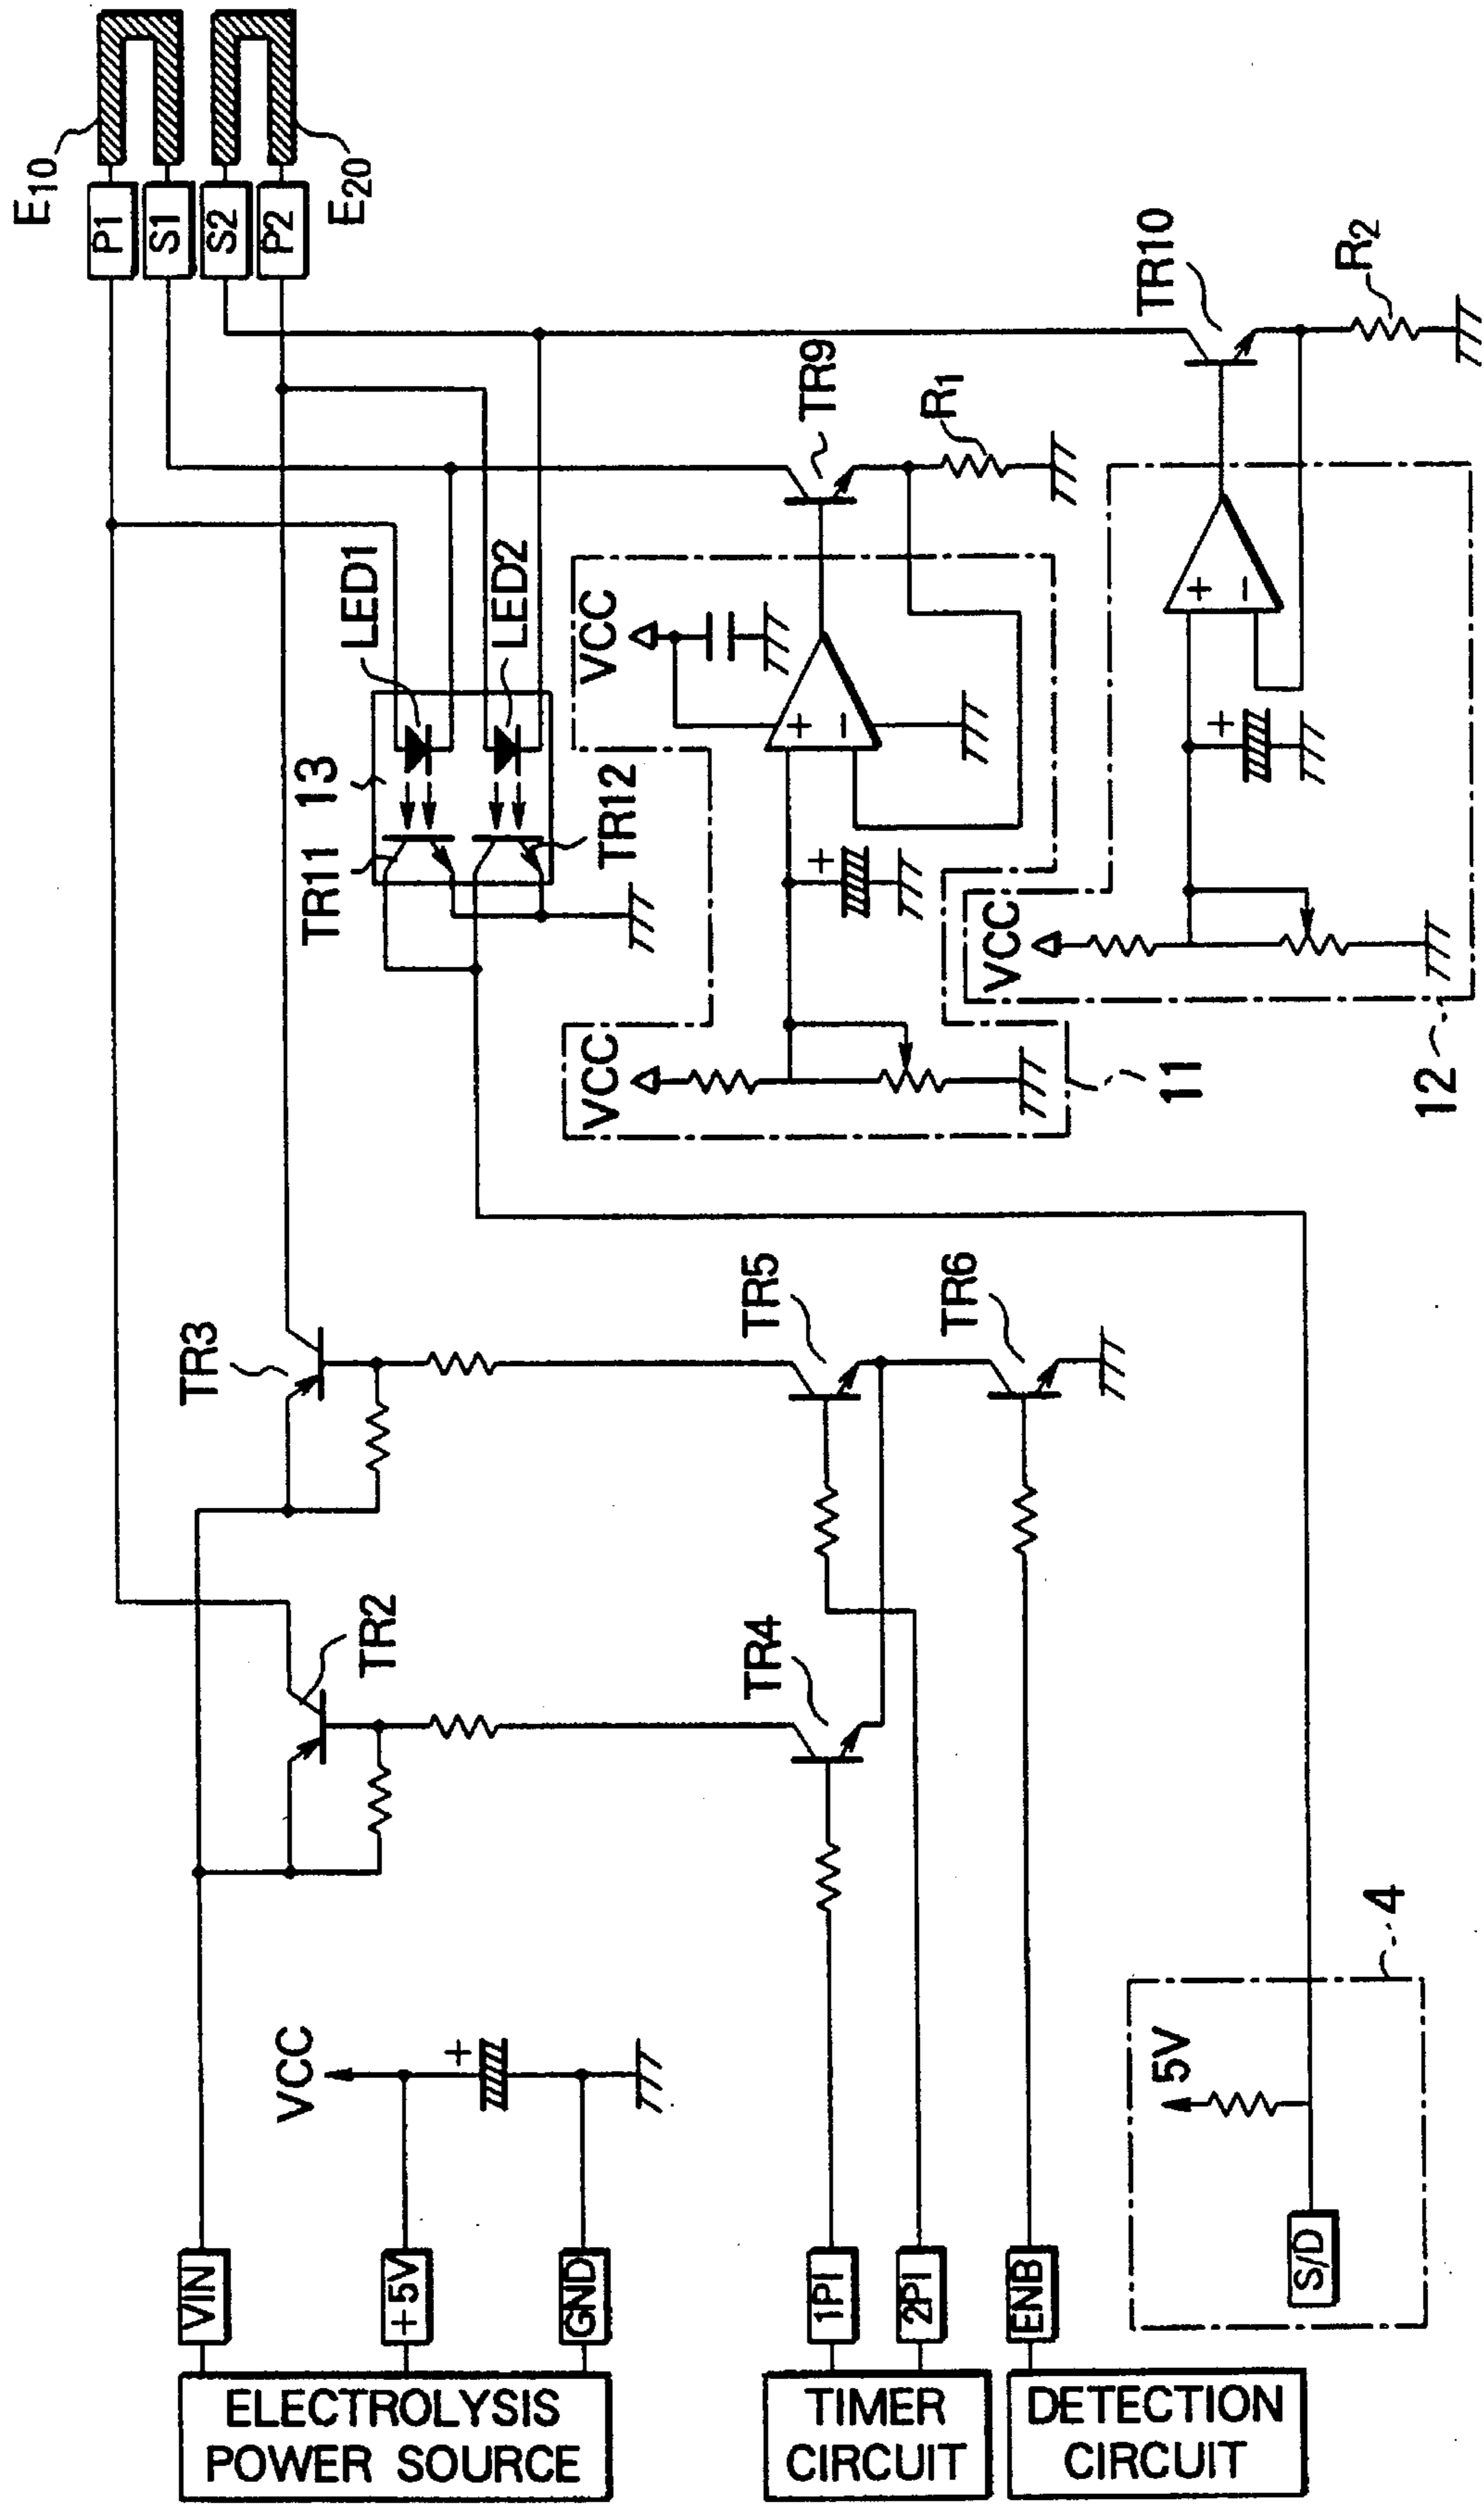 E10
P1
S1
S2
P2
E20
TR10
R2
TR9
R1
LED1
LED2
VCC
+
−
+
−
13
TR11
TR12
+
+
VCC
VCC
11
12
TR3
TR5
TR6
TR2
TR4
VCC
+
5V
4
VIN
+5V
GND
1PI
2PI
ENB
S/D
ELECTROLYSIS
POWER SOURCE
TIMER
CIRCUIT
DETECTION
CIRCUIT